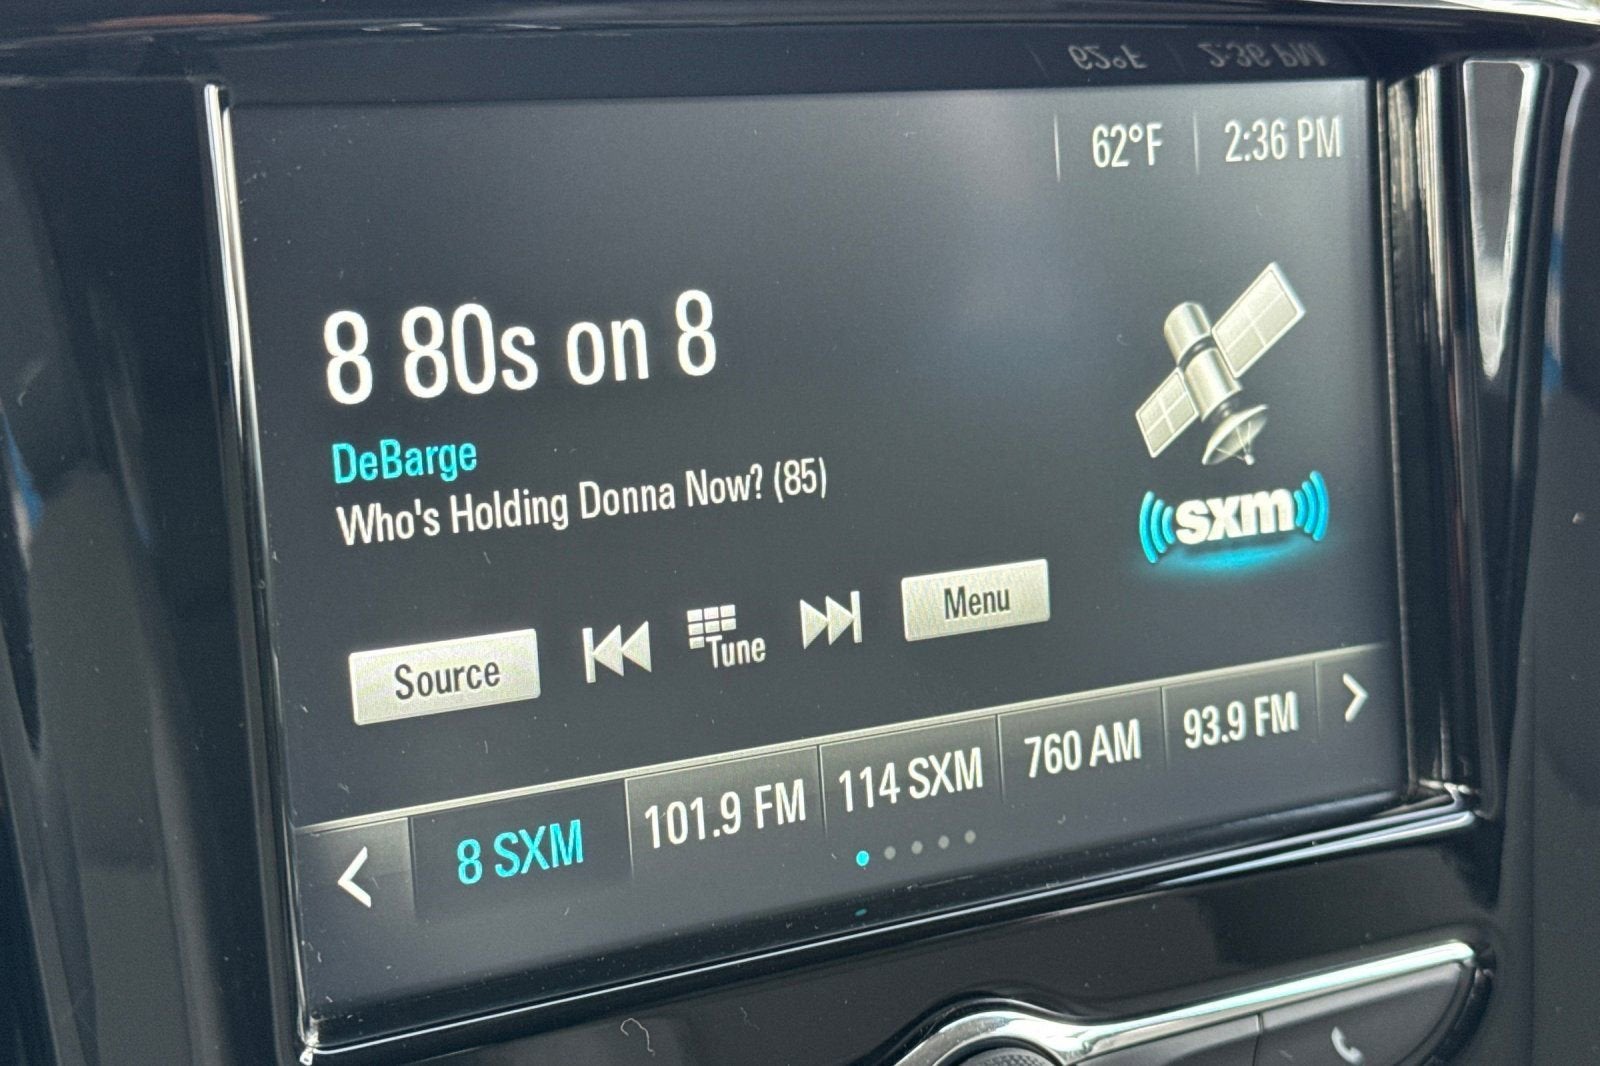 62°F 2:36 PM
8 80s on 8
DeBarge
Who's Holding Donna Now? (85)
sxm
Source Tune Menu
8 SXM 101.9 FM 114 SXM 760 AM 93.9 FM